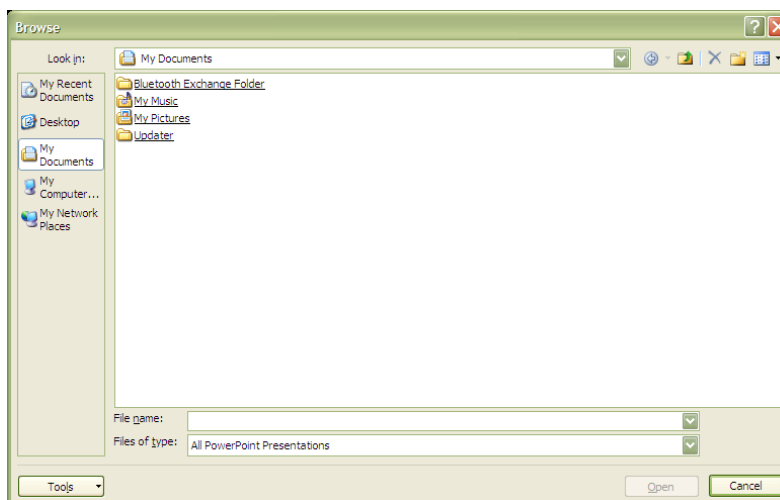 Browse
Look in:
My Documents
My Recent
Documents
Desktop
My
Documents
My
Computer...
My Network
Places
Bluetooth Exchange Folder
My Music
My Pictures
Updater
File name:
Files of type:
All PowerPoint Presentations
Tools
Open
Cancel